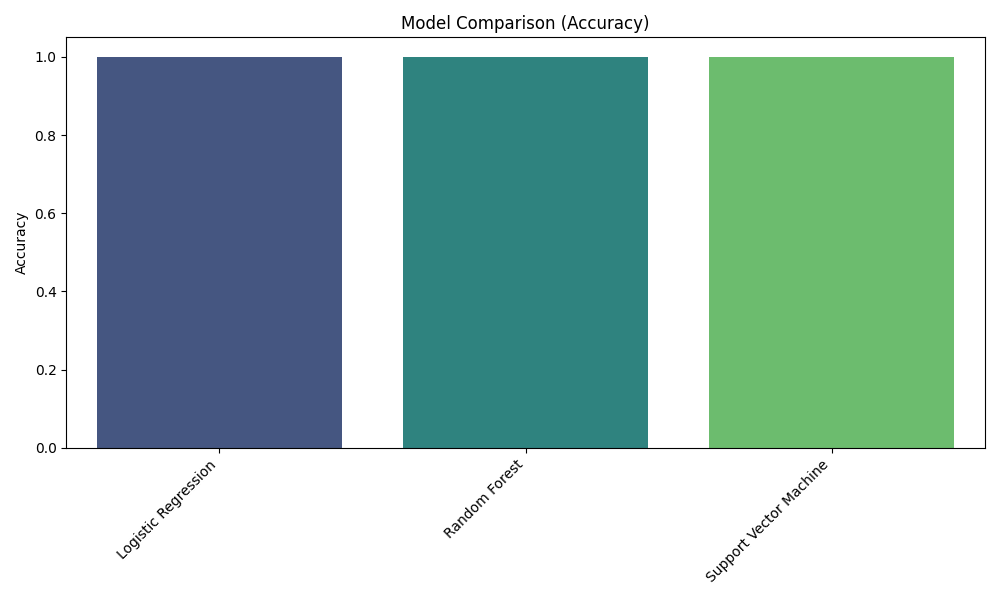 Model Comparison (Accuracy)
1.0
0.8
0.6
0.4
0.2
0.0
Accuracy
Logistic Regression
Random Forest
Support Vector Machine